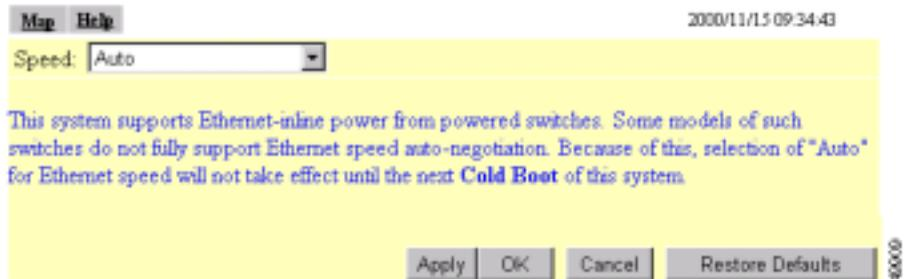 Map Help 2000/11/15 09:34:43
Speed: Auto
This system supports Ethernet-inline power from powered switches. Some models of such
switches do not fully support Ethernet speed auto-negotiation. Because of this, selection of "Auto"
for Ethernet speed will not take effect until the next Cold Boot of this system.
Apply OK Cancel Restore Defaults